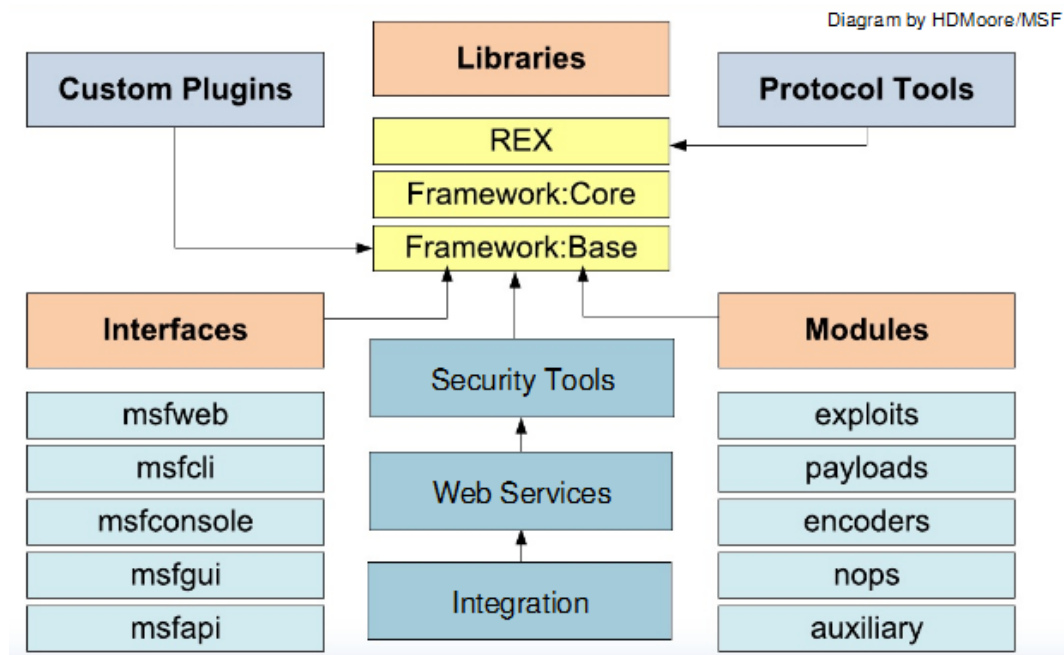 Diagram by HDMoore/MSF
Custom Plugins
Libraries
Protocol Tools
REX
Framework:Core
Framework:Base
Interfaces
msfweb
msfcli
msfconsole
msfgui
msfapi
Security Tools
Web Services
Integration
Modules
exploits
payloads
encoders
nops
auxiliary